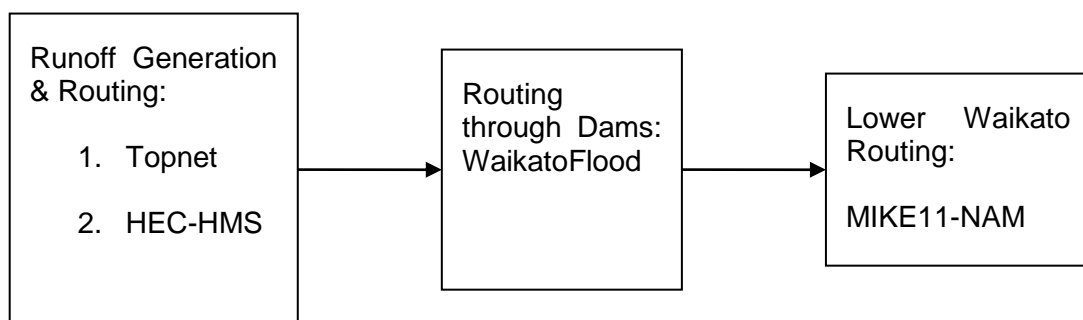 Runoff Generation
& Routing:
1. Topnet
2. HEC-HMS
Routing
through Dams:
WaikatoFlood
Lower Waikato
Routing:
MIKE11-NAM